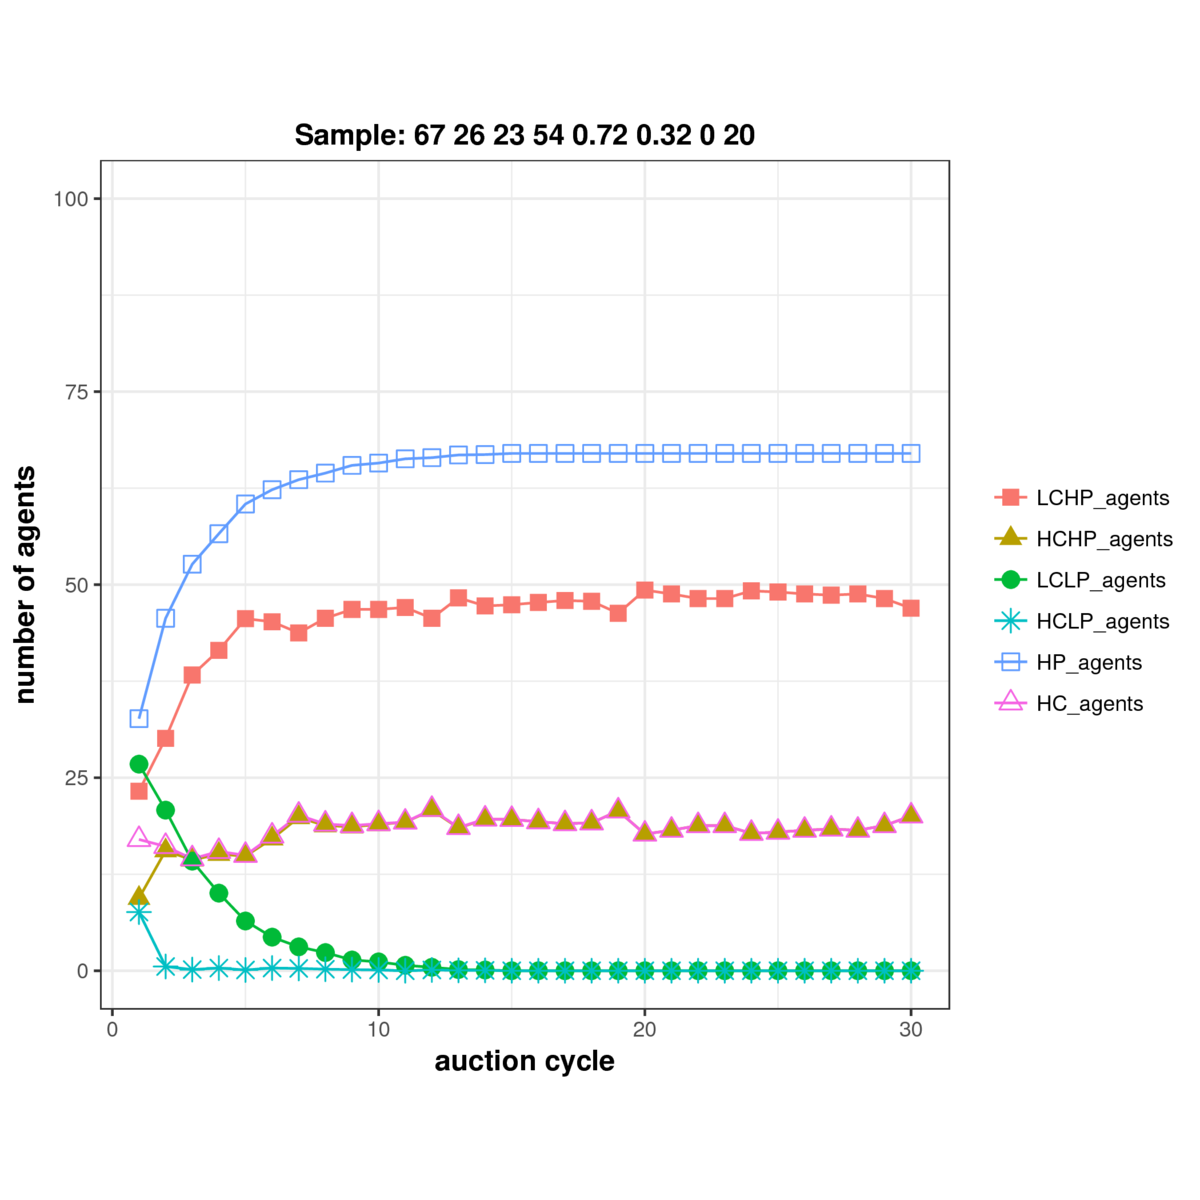 Sample: 67 26 23 54 0.72 0.32 0 20
number of agents
100
75
50
25
0
0 10 20 30
auction cycle
LCHP_agents
HCHP_agents
LCLP_agents
HCLP_agents
HP_agents
HC_agents